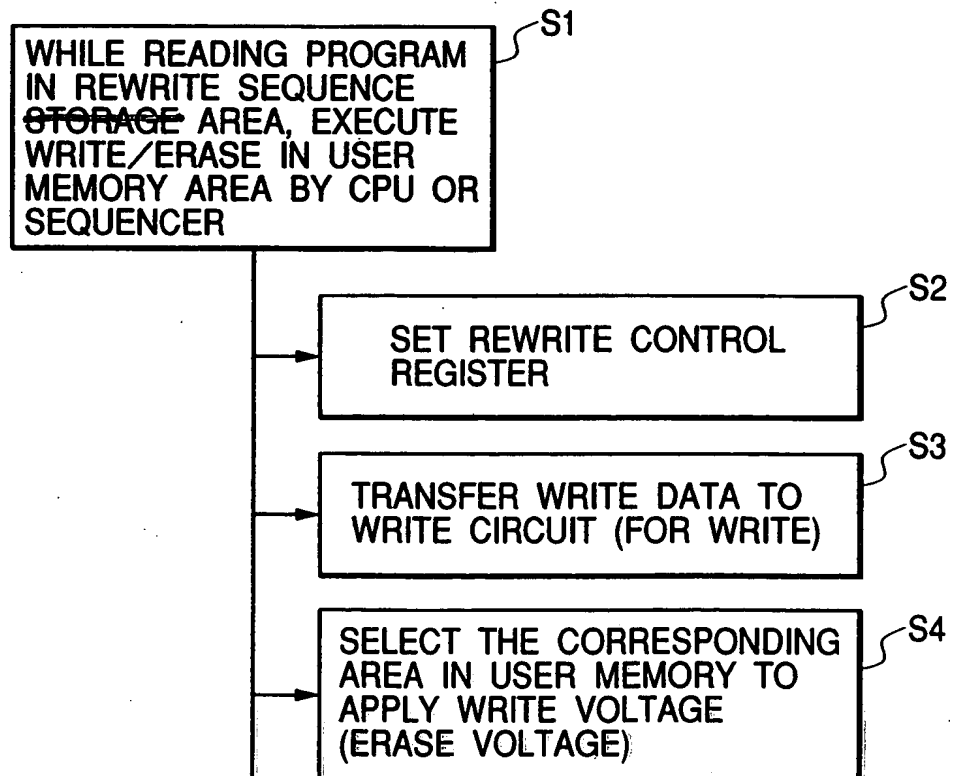 S1
WHILE READING PROGRAM
IN REWRITE SEQUENCE
STORAGE AREA, EXECUTE
WRITE/ERASE IN USER
MEMORY AREA BY CPU OR
SEQUENCER
S2
SET REWRITE CONTROL
REGISTER
S3
TRANSFER WRITE DATA TO
WRITE CIRCUIT (FOR WRITE)
S4
SELECT THE CORRESPONDING
AREA IN USER MEMORY TO
APPLY WRITE VOLTAGE
(ERASE VOLTAGE)